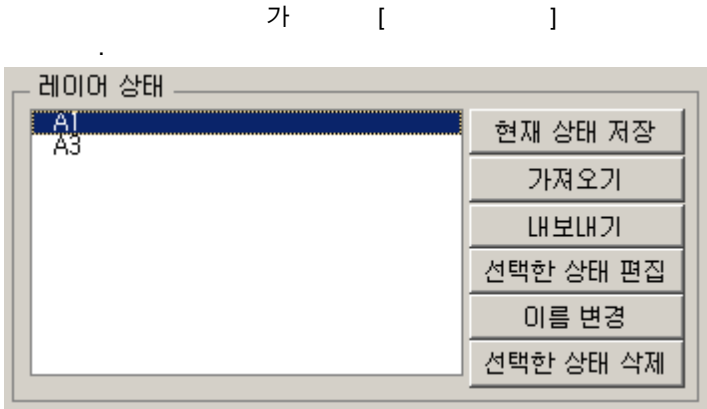 가 [ ]
.
레이어 상태
A1
A3
현재 상태 저장
가져오기
내보내기
선택한 상태 편집
이름 변경
선택한 상태 삭제